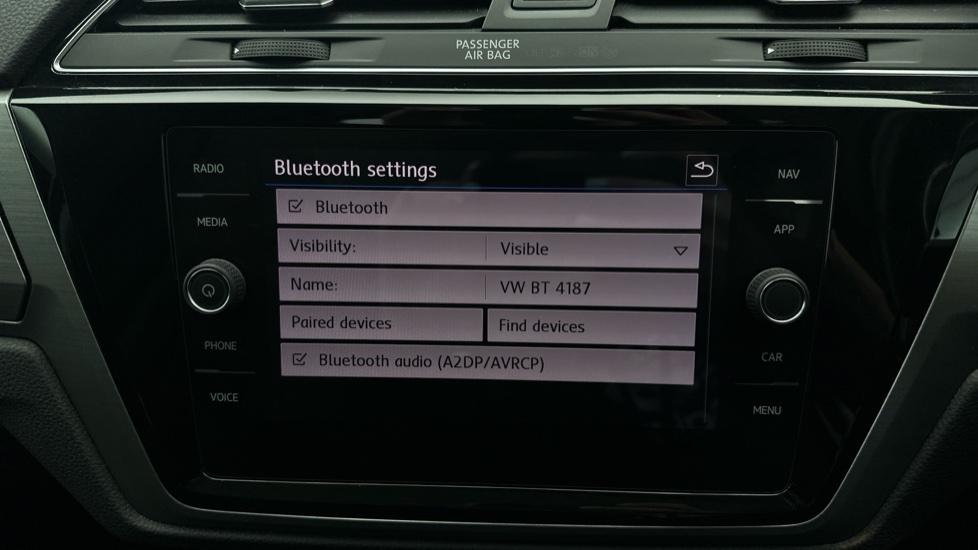 PASSENGER
AIR BAG
RADIO
MEDIA
PHONE
VOICE
Bluetooth settings
Bluetooth
Visibility: Visible
Name: VW BT 4187
Paired devices Find devices
Bluetooth audio (A2DP/AVRCP)
NAV
APP
CAR
MENU